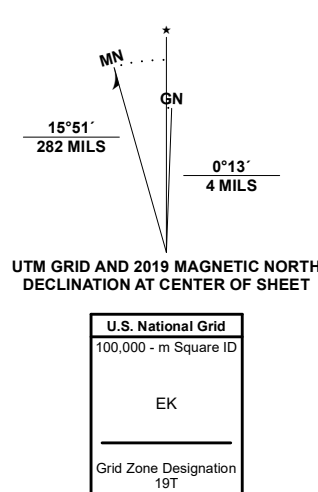 ★
MN
GN
15°51´
282 MILS
0°13´
4 MILS
UTM GRID AND 2019 MAGNETIC NORTH
DECLINATION AT CENTER OF SHEET
U.S. National Grid
100,000 - m Square ID
EK
Grid Zone Designation
19T